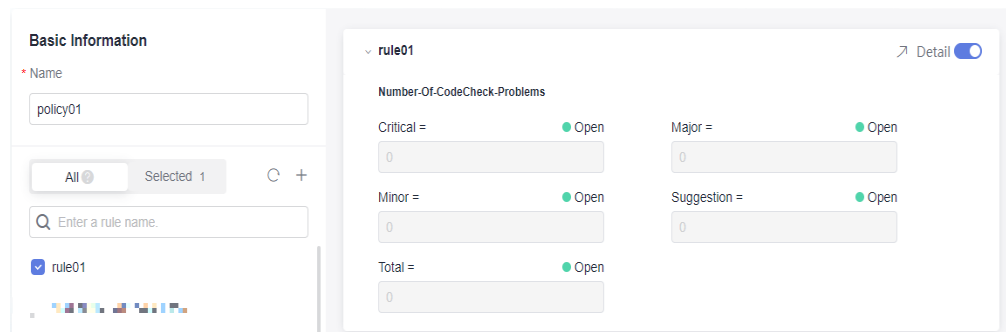 Basic Information
* Name
policy01
All ?
Selected 1
Enter a rule name.
rule01
rule01
Detail
Number-Of-CodeCheck-Problems
Critical = Open
Major = Open
0
0
Minor = Open
Suggestion = Open
0
0
Total = Open
0